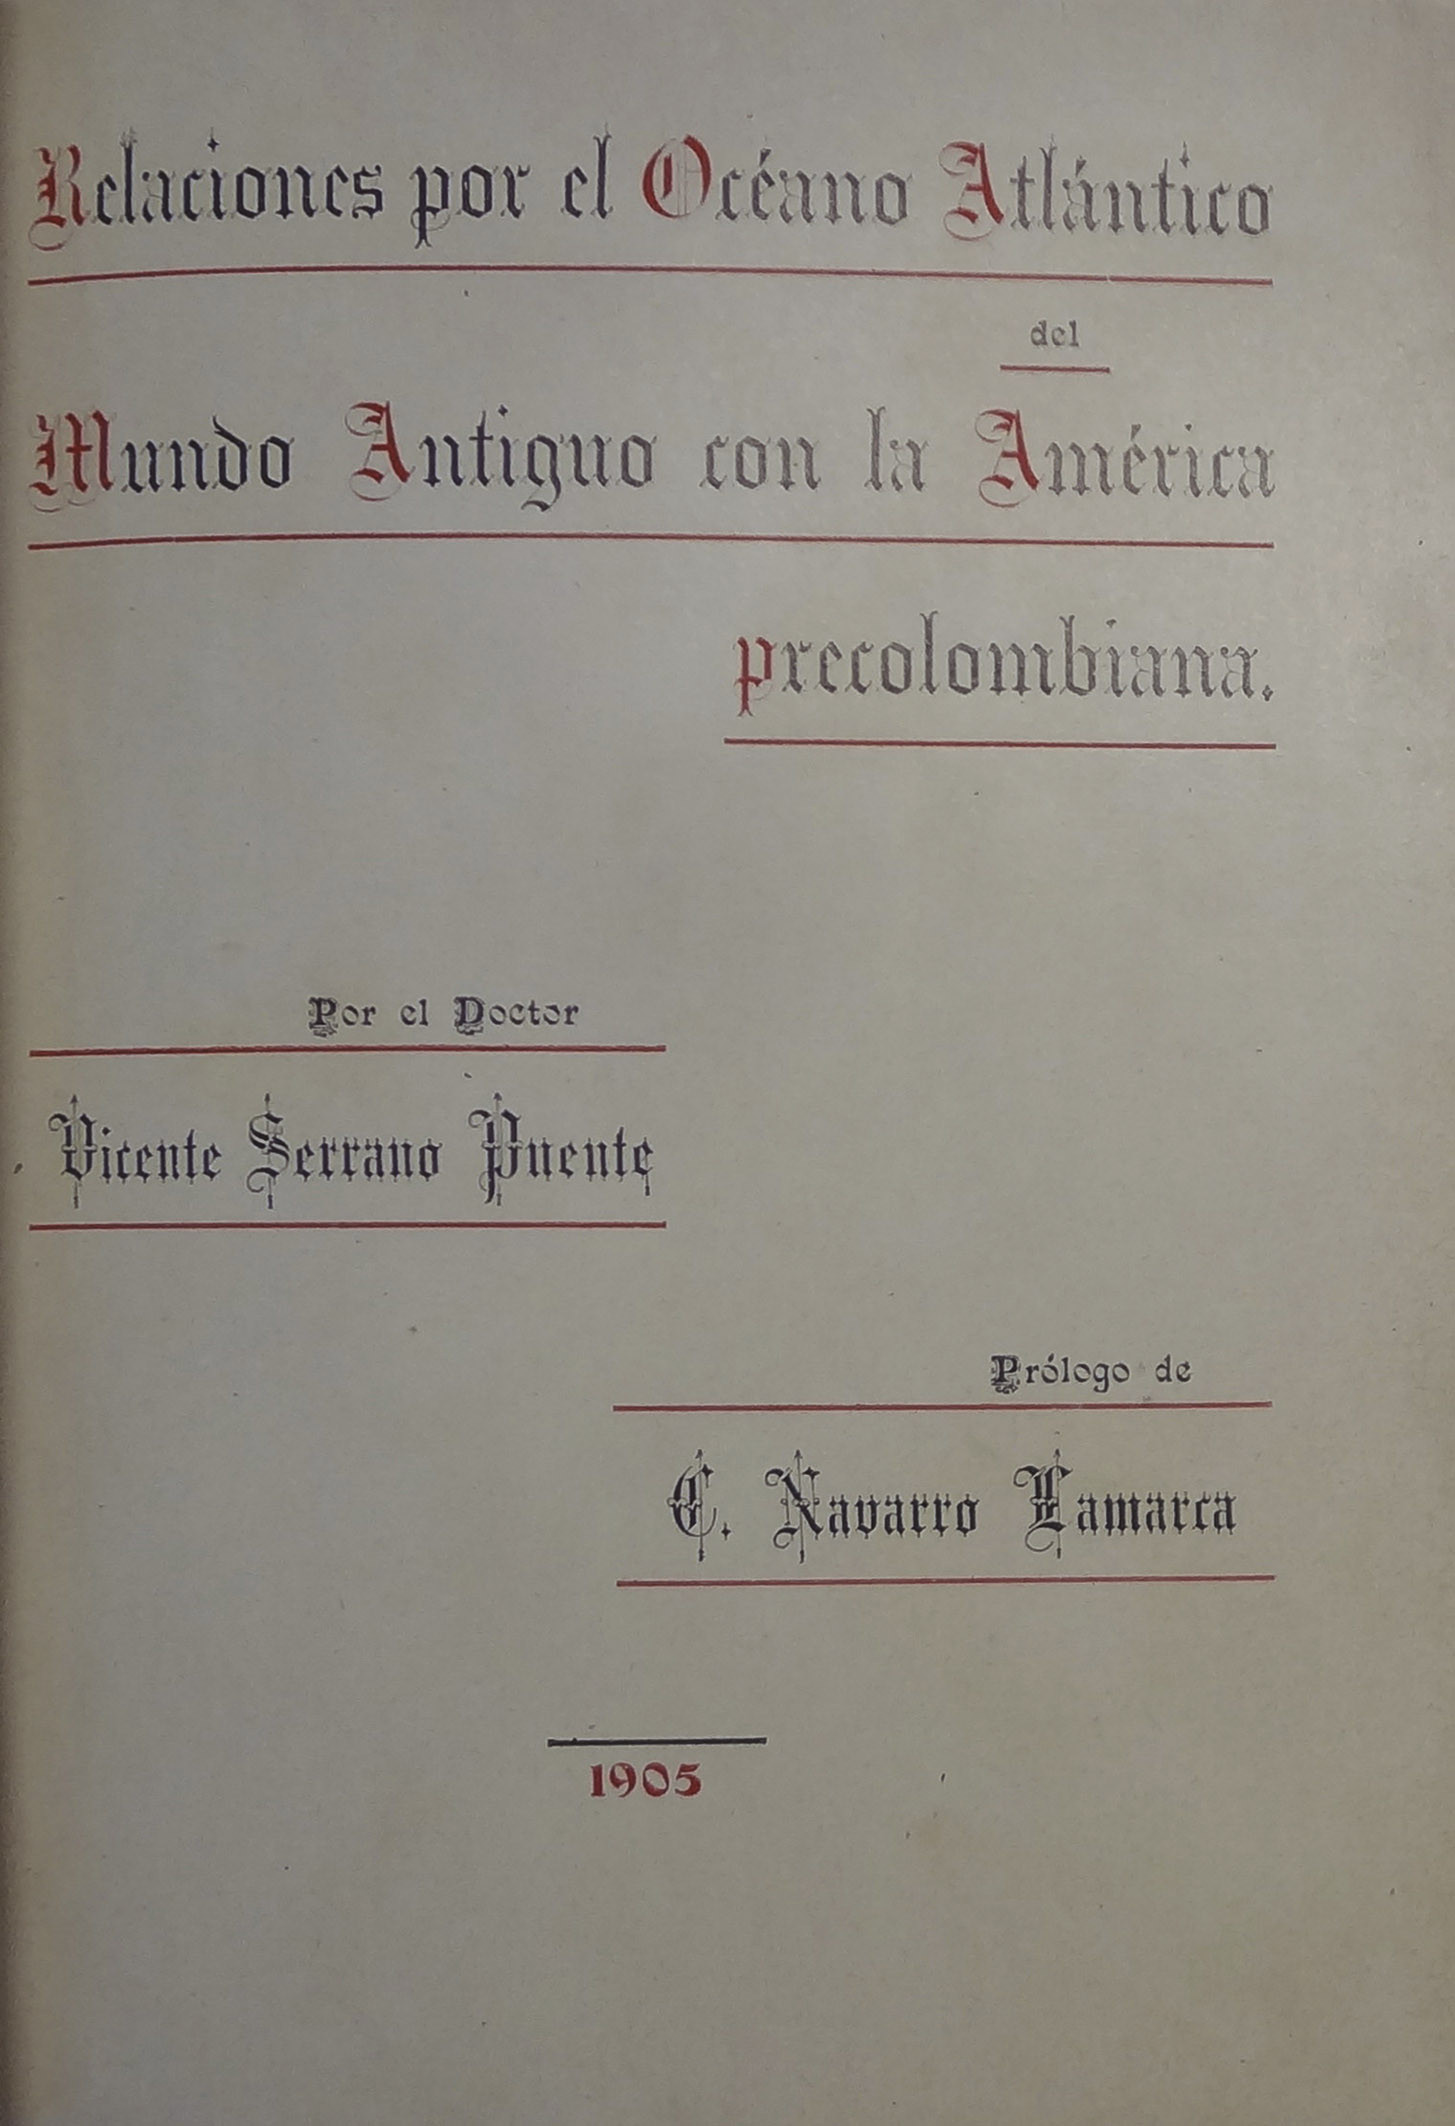 Relaciones por el Océano Atlántico
del
Mundo Antiguo con la América
precolombiana.
Por el Doctor
Vicente Serrano Puente
Prólogo de
C. Navarro Lamarca
1905